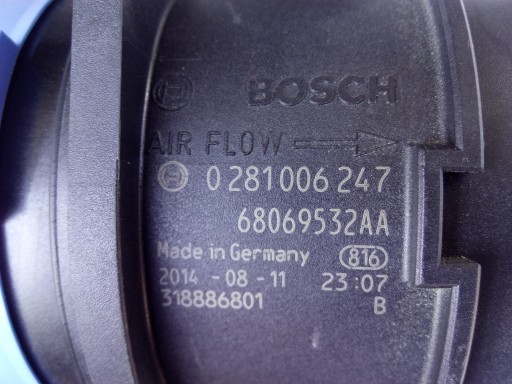 BOSCH
AIR FLOW
0 281 006 247
68069532AA
Made in Germany 816
2014 - 08 - 11 23:07
318886801 B